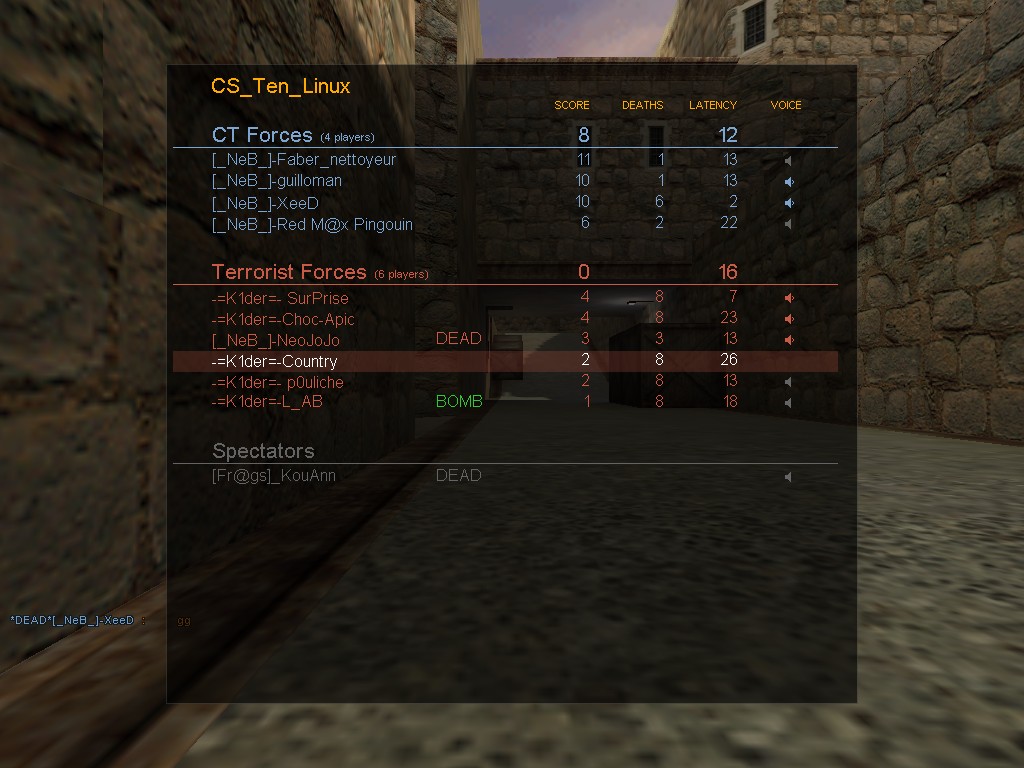 CS_Ten_Linux
SCORE DEATHS LATENCY VOICE
CT Forces (4 players) 8 12
[_NeB_]-Faber_nettoyeur 11 1 13
[_NeB_]-guilloman 10 1 13
[_NeB_]-XeeD 10 6 2
[_NeB_]-Red M@x Pingouin 6 2 22
Terrorist Forces (6 players) 0 16
-=K1der=- SurPrise 4 8 7
-=K1der=-Choc-Apic 4 8 23
[_NeB_]-NeoJoJo DEAD 3 3 13
-=K1der=-Country 2 8 26
-=K1der=- p0uliche 2 8 13
-=K1der=-L_AB BOMB 1 8 18
Spectators
[Fr@gs]_KouAnn DEAD
*DEAD*[_NeB_]-XeeD : gg